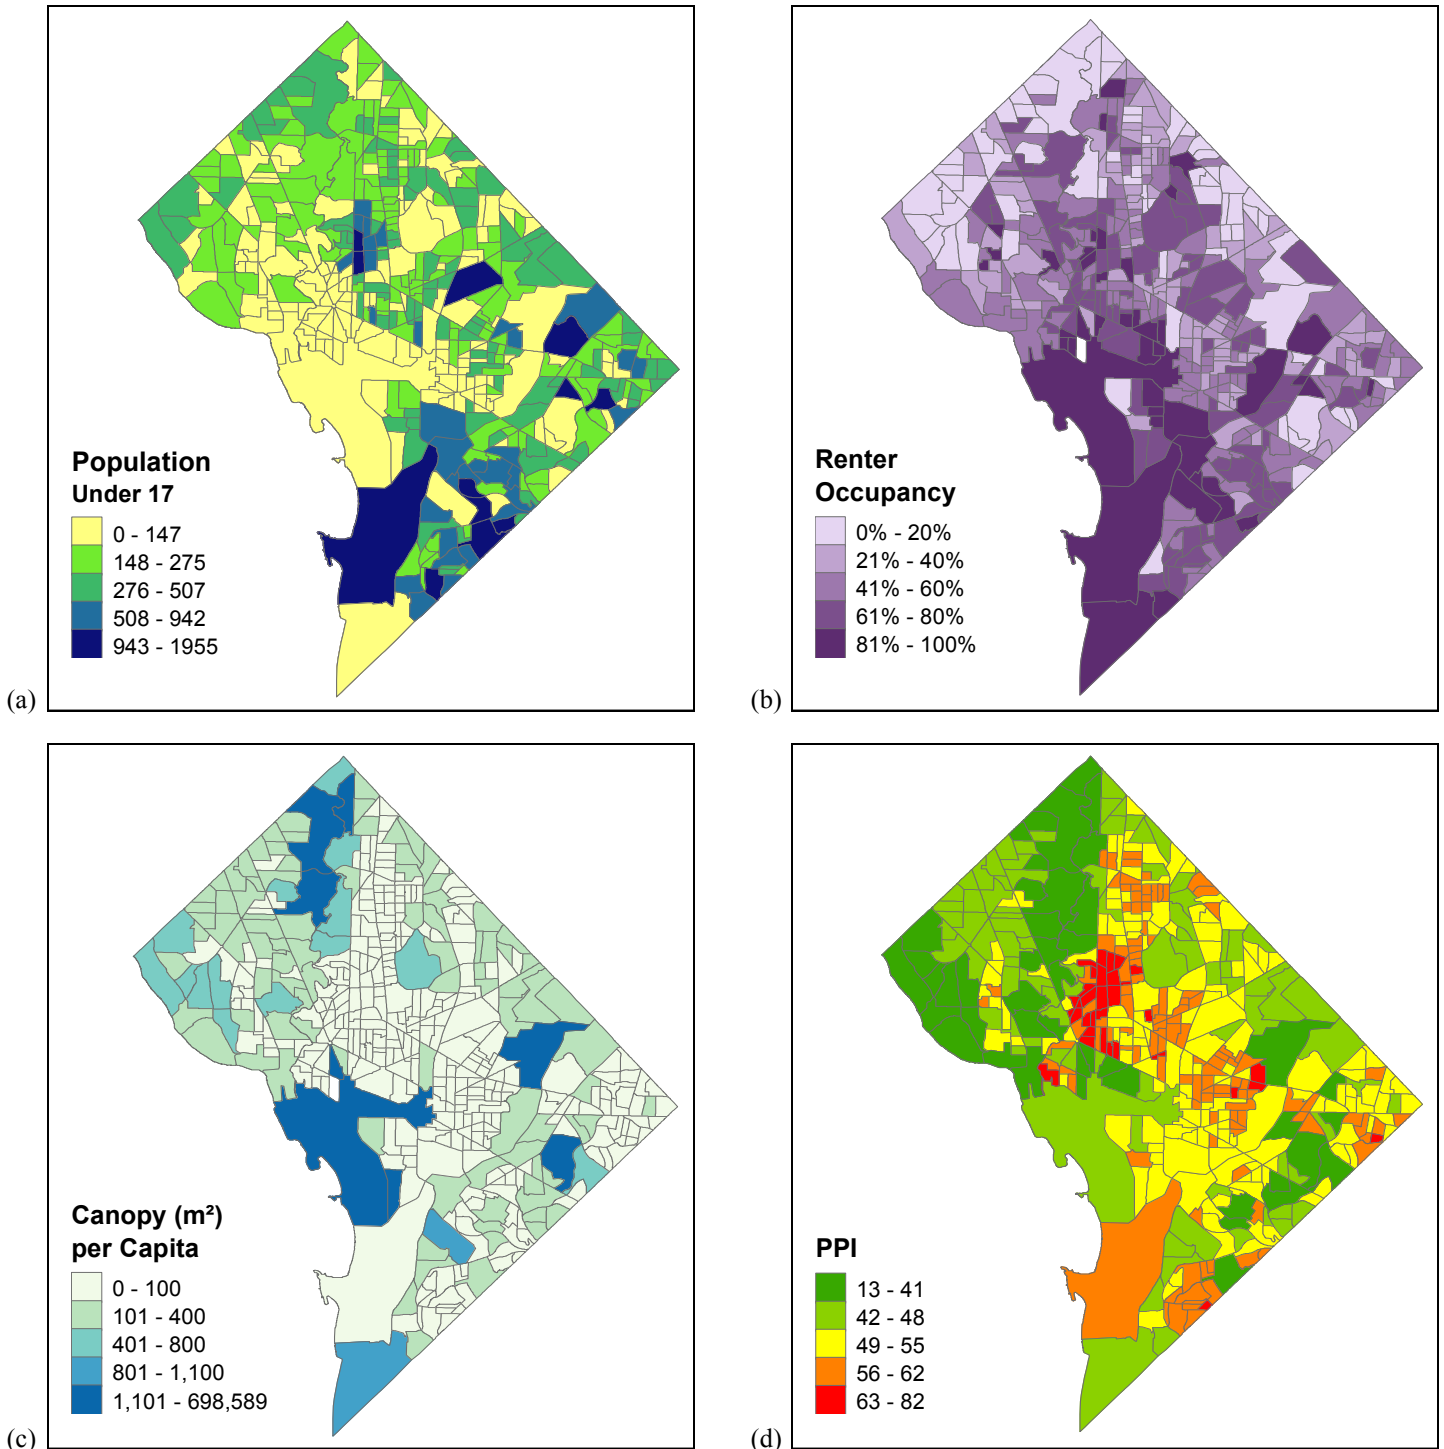 Population
Under 17
0 - 147
148 - 275
276 - 507
508 - 942
943 - 1955
(a)
Renter
Occupancy
0% - 20%
21% - 40%
41% - 60%
61% - 80%
81% - 100%
(b)
Canopy (m²)
per Capita
0 - 100
101 - 400
401 - 800
801 - 1,100
1,101 - 698,589
(c)
PPI
13 - 41
42 - 48
49 - 55
56 - 62
63 - 82
(d)